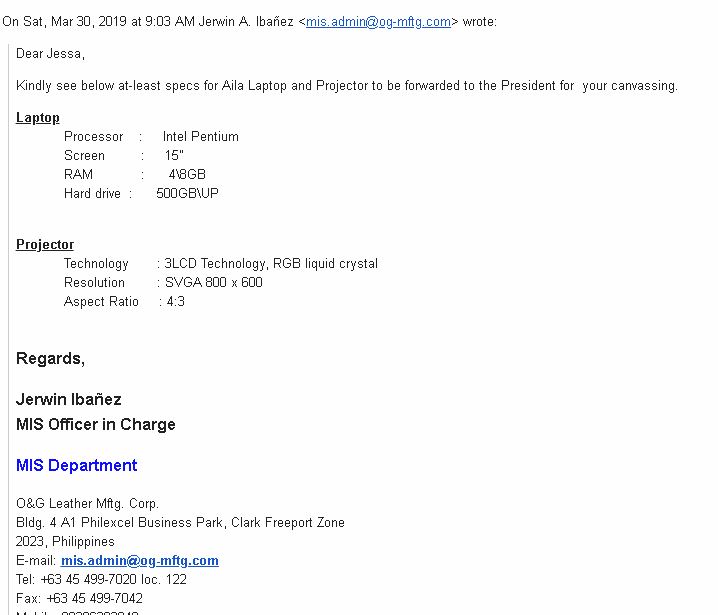 On Sat, Mar 30, 2019 at 9:03 AM Jerwin A. Ibañez <mis.admin@og-mftg.com> wrote:
Dear Jessa,
Kindly see below at-least specs for Aila Laptop and Projector to be forwarded to the President for  your canvassing.
Laptop
Processor : Intel Pentium
Screen : 15"
RAM : 4\8GB
Hard drive : 500GB\UP
Projector
Technology : 3LCD Technology, RGB liquid crystal
Resolution : SVGA 800 x 600
Aspect Ratio : 4:3
Regards,
Jerwin Ibañez
MIS Officer in Charge
MIS Department
O&G Leather Mftg. Corp.
Bldg. 4 A1 Philexcel Business Park, Clark Freeport Zone
2023, Philippines
E-mail: mis.admin@og-mftg.com
Tel: +63 45 499-7020 loc. 122
Fax: +63 45 499-7042